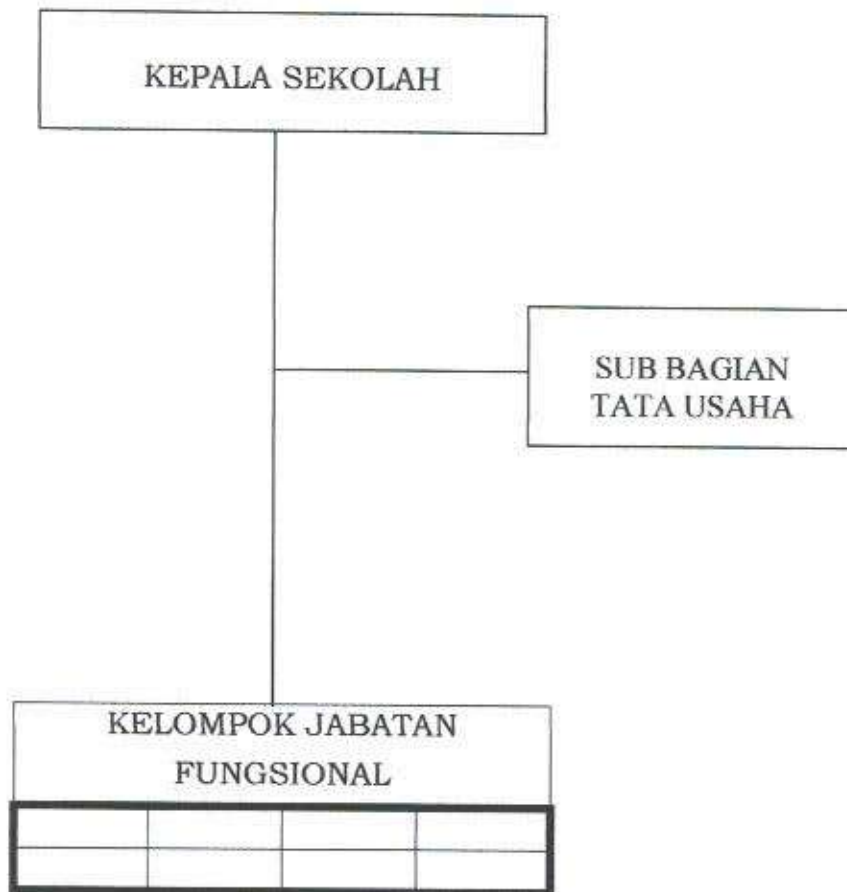 KEPALA SEKOLAH
SUB BAGIAN
TATA USAHA
KELOMPOK JABATAN
FUNGSIONAL